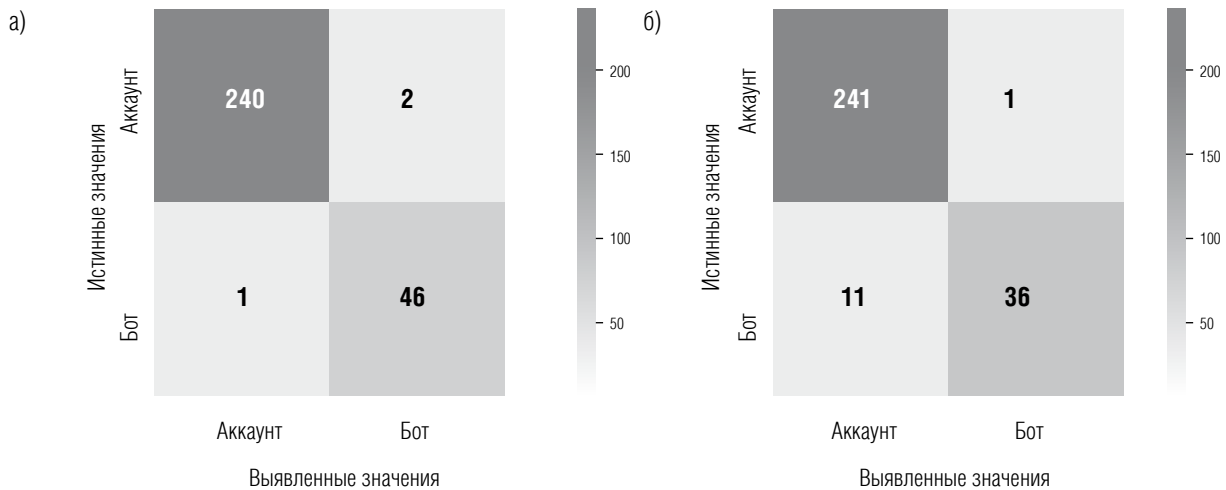 а)
Истинные значения
Аккаунт
Бот
240
2
1
46
200
150
100
50
Аккаунт
Бот
Выявленные значения
б)
Истинные значения
Аккаунт
Бот
241
1
11
36
200
150
100
50
Аккаунт
Бот
Выявленные значения